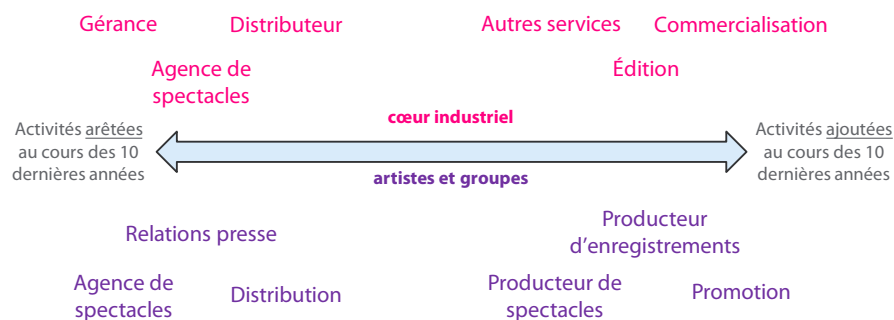 Gérance
Distributeur
Autres services
Commercialisation
Agence de
spectacles
Édition
cœur industriel
Activités arêtées
au cours des 10
dernières années
Activités ajoutées
au cours des 10
dernières années
artistes et groupes
Relations presse
Producteur
d’enregistrements
Agence de
spectacles
Distribution
Producteur de
spectacles
Promotion